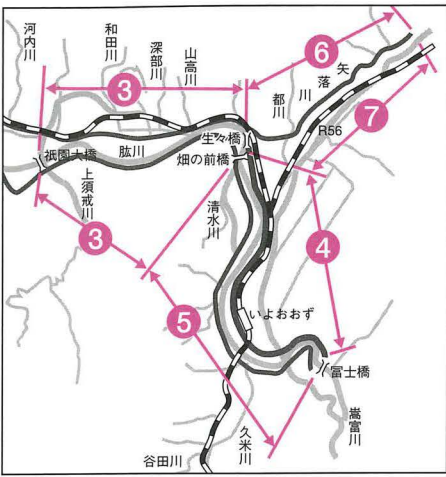 河内川
和田川
深部川
山高川
都川
矢落川
R56
③
⑥
⑦
生々橋
畑の前橋
祇園大橋
肱川
上須戒川
清水川
③
④
⑤
いよおおず
冨士橋
嵩富川
久米川
谷田川